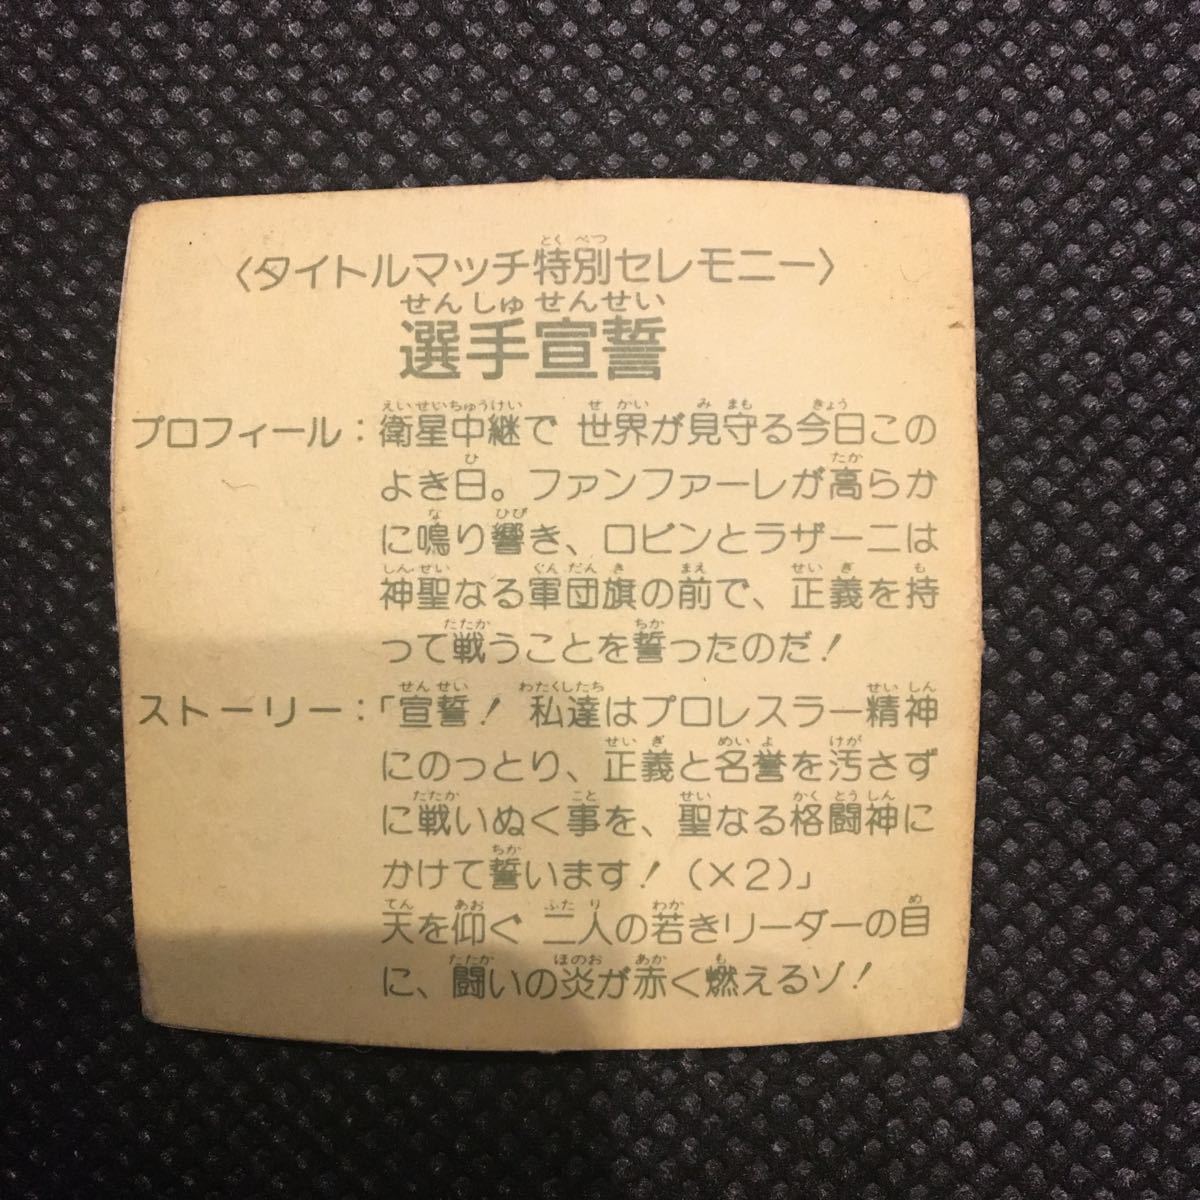 〈タイトルマッチ特別セレモニー〉
選手宣誓
プロフィール：衛星中継で 世界が見守る今日この
よき日。ファンファーレが高らか
に鳴り響き、ロビンとラザーニは
神聖なる軍団旗の前で、正義を持
って戦うことを誓ったのだ！
ストーリー：「宣誓！ 私達はプロレスラー精神
にのっとり、正義と名誉を汚さず
に戦いぬく事を、聖なる格闘神に
かけて誓います！（×2）」
天を仰ぐ 二人の若きリーダーの目
に、闘いの炎が赤く燃えるゾ！